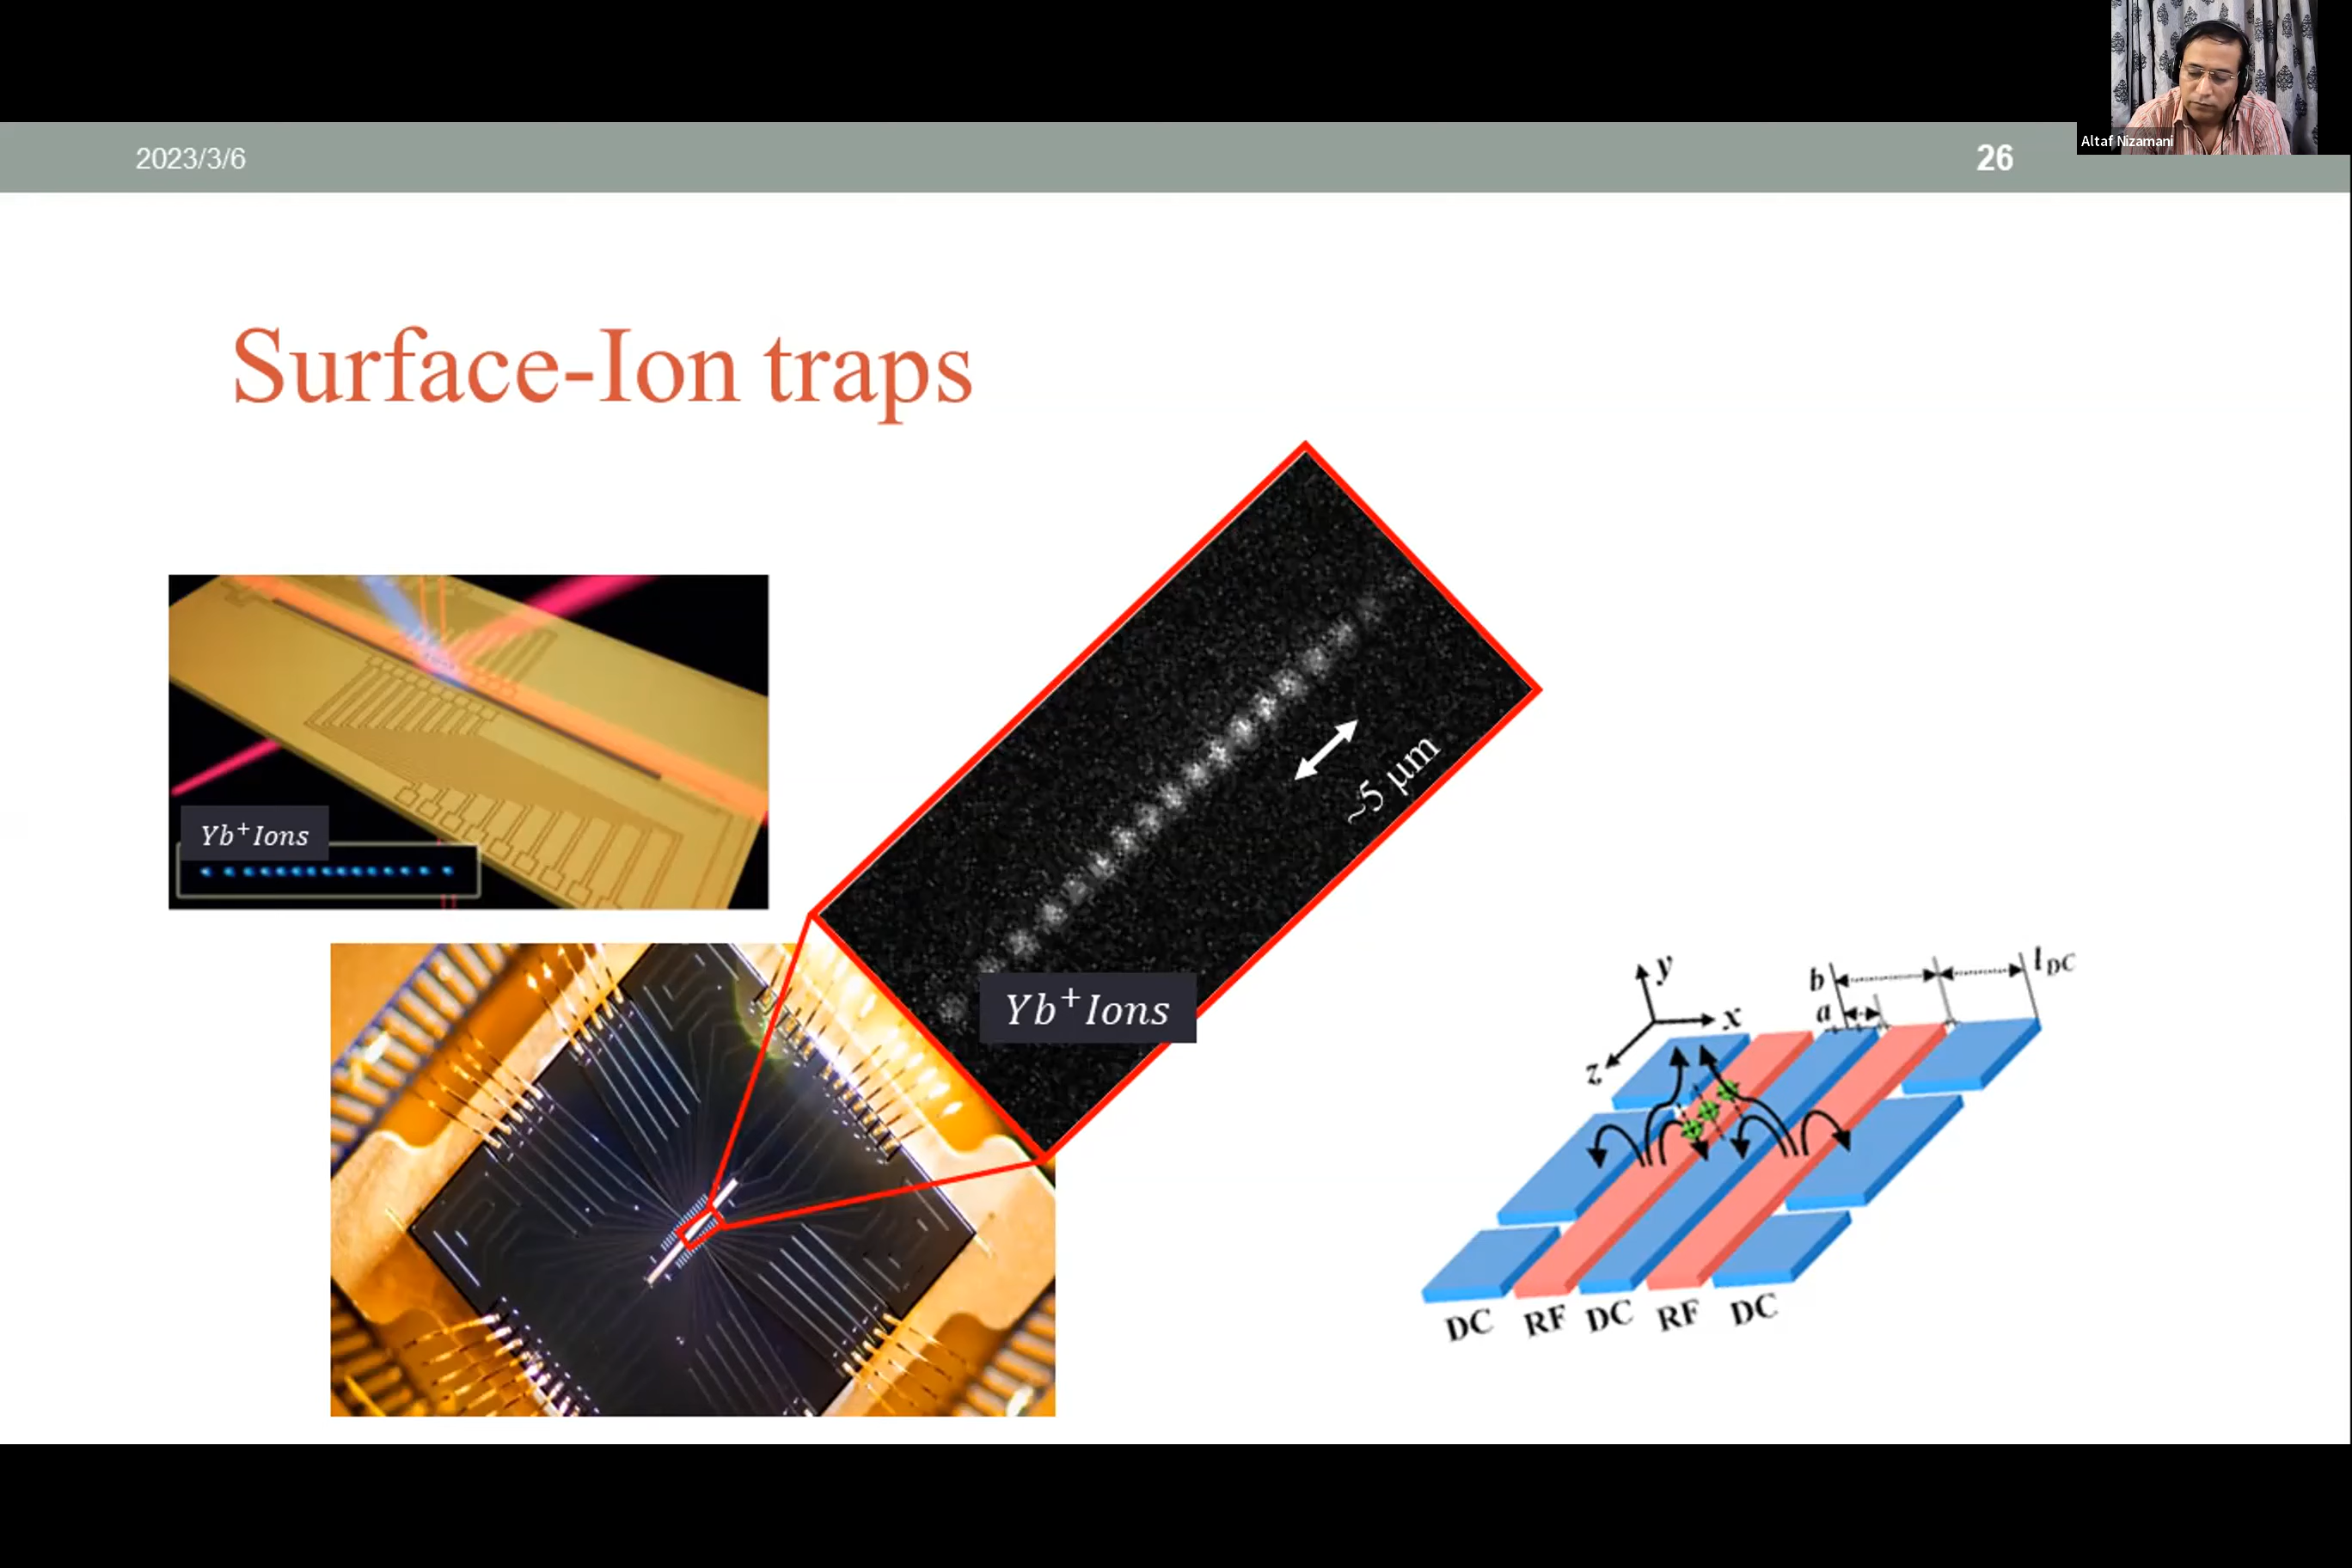 Altaf Nizamani
2023/3/6
26
Surface-Ion traps
Yb⁺Ions
~5 μm
Yb⁺Ions
y
x
z
b
a
l DC
DC RF DC RF DC